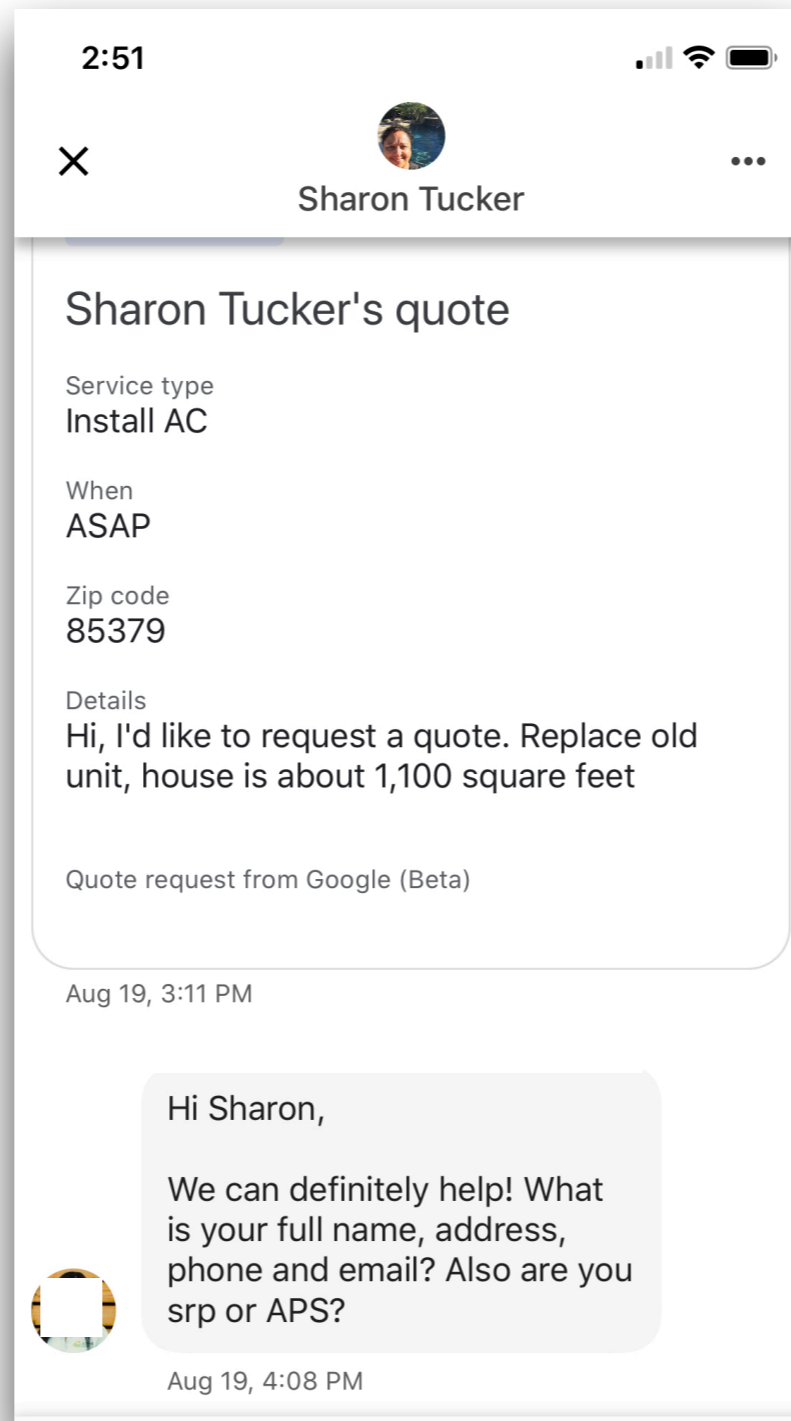 2:51
Sharon Tucker
Sharon Tucker's quote
Service type
Install AC
When
ASAP
Zip code
85379
Details
Hi, I'd like to request a quote. Replace old
unit, house is about 1,100 square feet
Quote request from Google (Beta)
Aug 19, 3:11 PM
Hi Sharon,
We can definitely help! What
is your full name, address,
phone and email? Also are you
srp or APS?
Aug 19, 4:08 PM